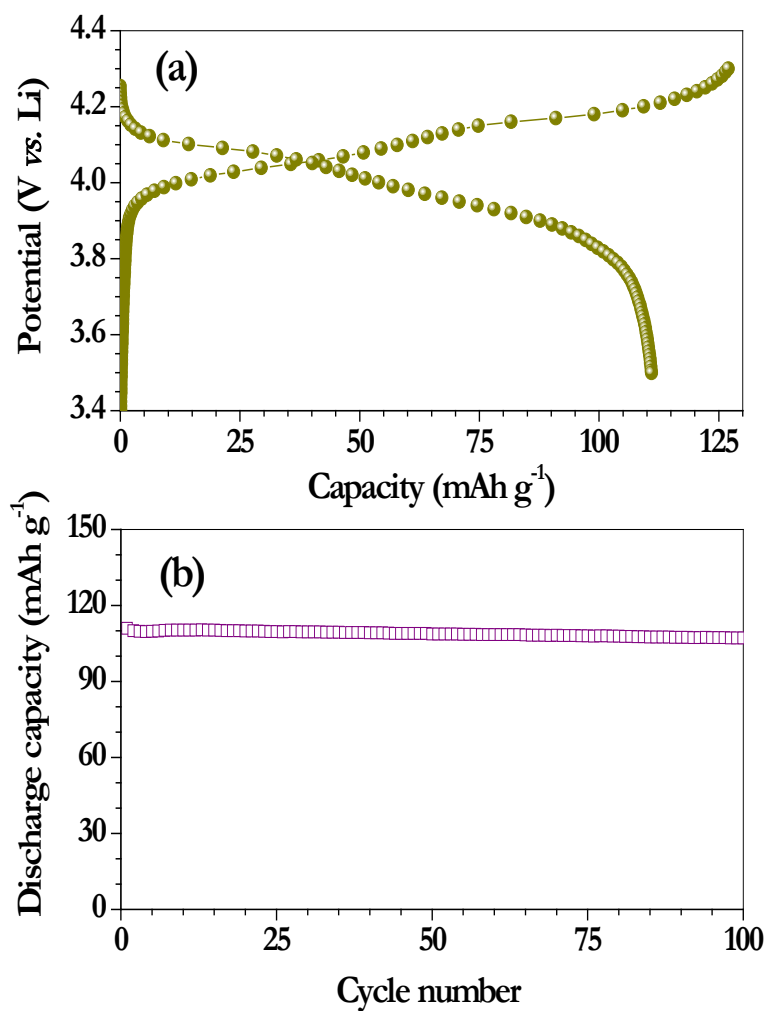 (a)
Potential (V vs. Li)
4.4
4.2
4.0
3.8
3.6
3.4
0 25 50 75 100 125
Capacity (mAh g⁻¹)
(b)
Discharge capacity (mAh g⁻¹)
150
120
90
60
30
0
0 25 50 75 100
Cycle number